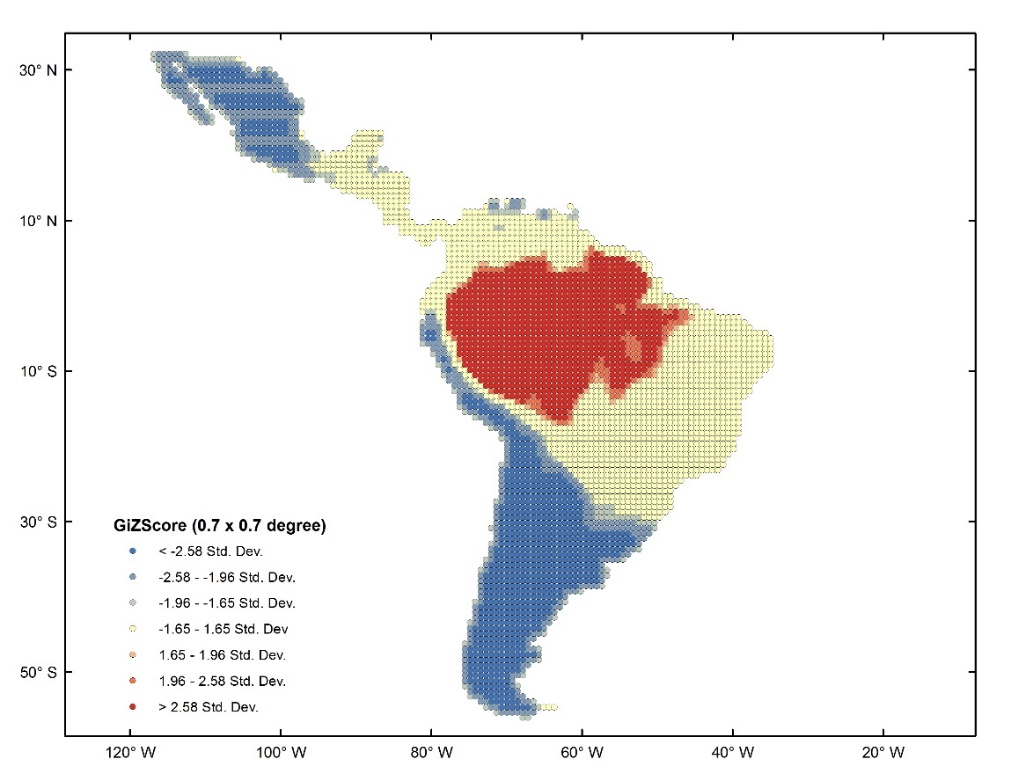 30° N
10° N
10° S
30° S
50° S
GiZScore (0.7 x 0.7 degree)
< -2.58 Std. Dev.
-2.58 - -1.96 Std. Dev.
-1.96 - -1.65 Std. Dev.
-1.65 - 1.65 Std. Dev
1.65 - 1.96 Std. Dev.
1.96 - 2.58 Std. Dev.
> 2.58 Std. Dev.
120° W
100° W
80° W
60° W
40° W
20° W